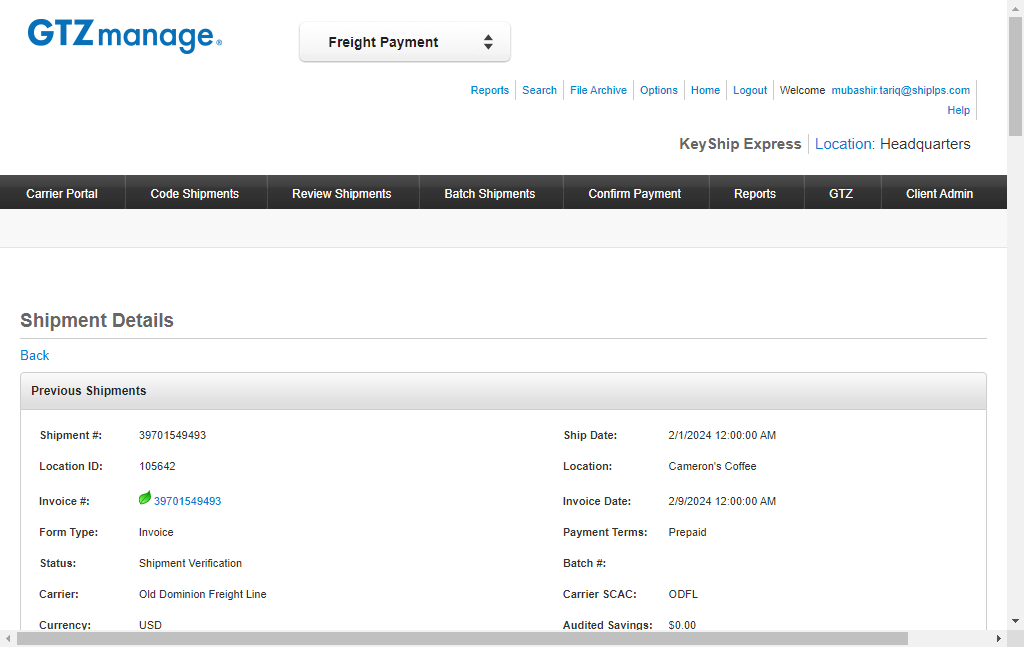 GTZmanage®
Freight Payment
Reports Search File Archive Options Home Logout Welcome mubashir.tariq@shiplps.com
Help
KeyShip Express Location: Headquarters
Carrier Portal Code Shipments Review Shipments Batch Shipments Confirm Payment Reports GTZ Client Admin
Shipment Details
Back
Previous Shipments
Shipment #: 39701549493 Ship Date: 2/1/2024 12:00:00 AM
Location ID: 105642 Location: Cameron's Coffee
Invoice #: 39701549493 Invoice Date: 2/9/2024 12:00:00 AM
Form Type: Invoice Payment Terms: Prepaid
Status: Shipment Verification Batch #:
Carrier: Old Dominion Freight Line Carrier SCAC: ODFL
Currency: USD Audited Savings: $0.00